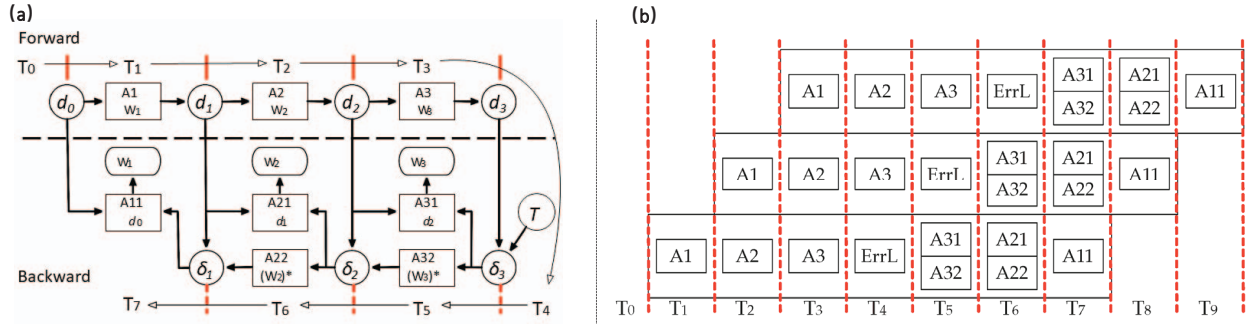 (a)
Forward
T0 T1 T2 T3
d0 A1 W1 d1 A2 W2 d2 A3 W3 d3
W1 W2 W3
A11 d0 A21 d1 A31 d2 T
Backward
δ1 A22 (W2)* δ2 A32 (W3)* δ3
T7 T6 T5 T4
(b)
A1 A2 A3 ErrL A31 A32 A21 A22 A11
A1 A2 A3 ErrL A31 A32 A21 A22 A11
A1 A2 A3 ErrL A31 A32 A21 A22 A11
T0 T1 T2 T3 T4 T5 T6 T7 T8 T9